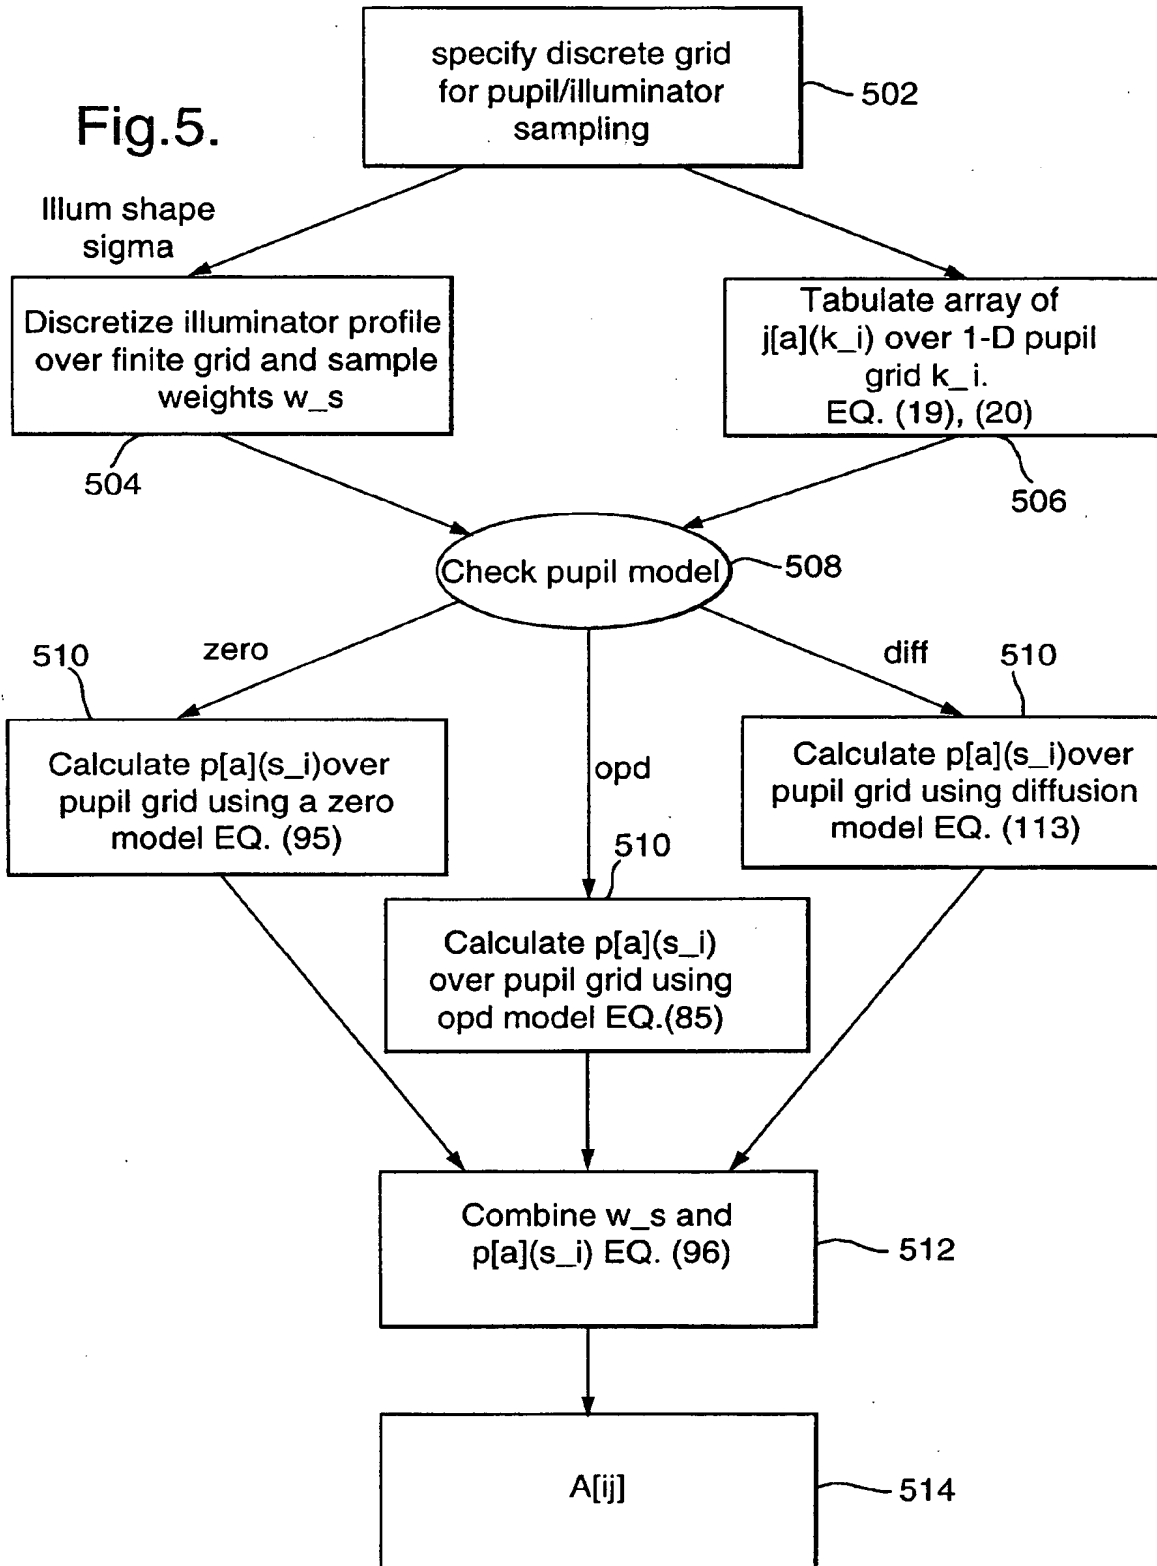 specify discrete grid
for pupil/illuminator
sampling
502
Fig.5.
Illum shape
sigma
Discretize illuminator profile
over finite grid and sample
weights w_s
504
Tabulate array of
j[a](k_i) over 1-D pupil
grid k_i.
EQ. (19), (20)
506
Check pupil model
508
zero
opd
diff
510
Calculate p[a](s_i)over
pupil grid using a zero
model EQ. (95)
510
Calculate p[a](s_i)
over pupil grid using
opd model EQ.(85)
510
Calculate p[a](s_i)over
pupil grid using diffusion
model EQ. (113)
Combine w_s and
p[a](s_i) EQ. (96)
512
A[ij]
514